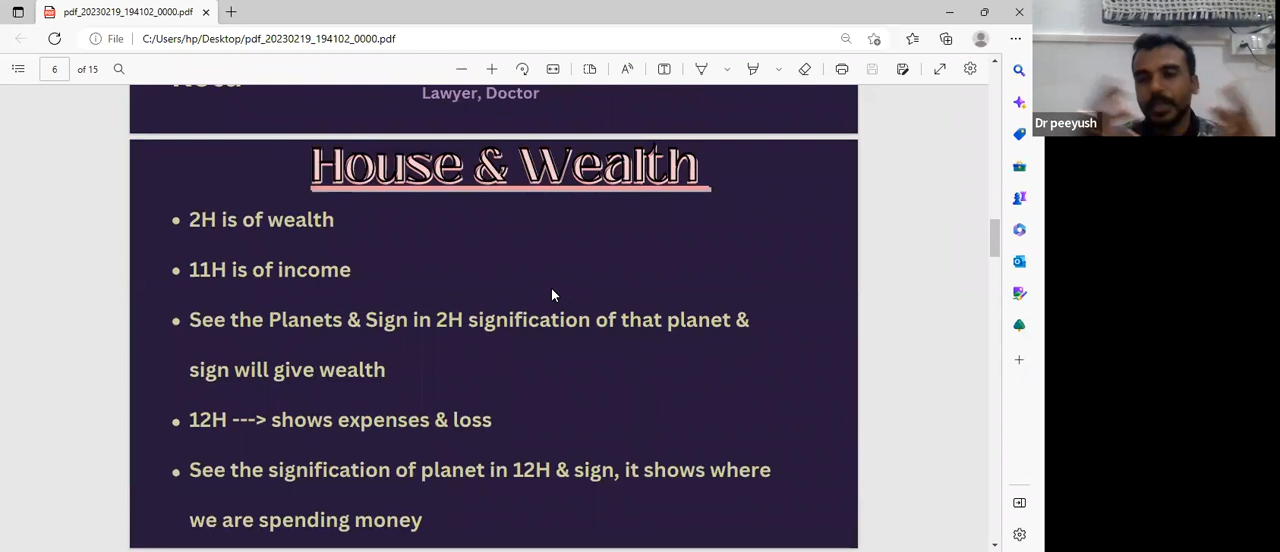 pdf_20230219_194102_0000.pdf
File
C:/Users/hp/Desktop/pdf_20230219_194102_0000.pdf
6
of 15
Lawyer, Doctor
House & Wealth
• 2H is of wealth
• 11H is of income
• See the Planets & Sign in 2H signification of that planet &
sign will give wealth
• 12H ---> shows expenses & loss
• See the signification of planet in 12H & sign, it shows where
we are spending money
Dr peeyush